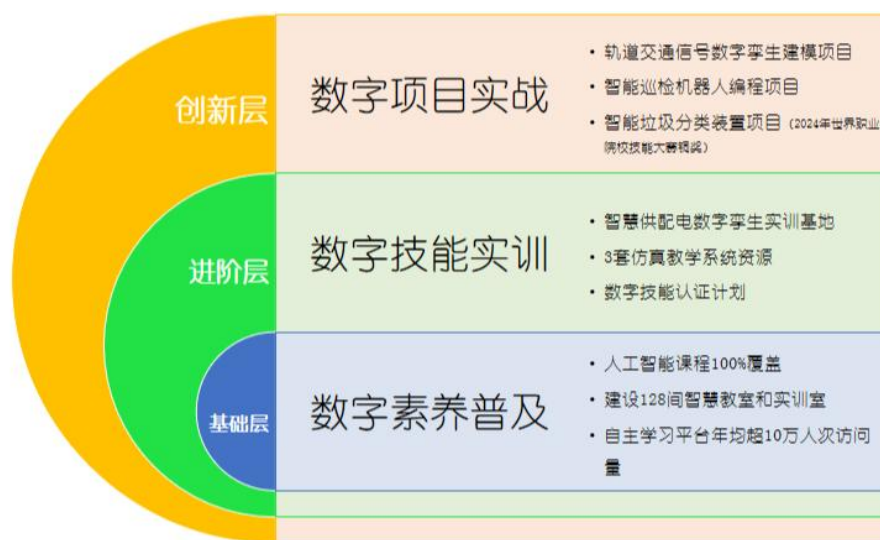 创新层
数字项目实战
• 轨道交通信号数字孪生建模项目
• 智能巡检机器人编程项目
• 智能垃圾分类装置项目（2024年世界职业
院校技能大赛铜奖）
进阶层
数字技能实训
• 智慧供配电数字孪生实训基地
• 3套仿真教学系统资源
• 数字技能认证计划
基础层
数字素养普及
• 人工智能课程100%覆盖
• 建设128间智慧教室和实训室
• 自主学习平台年均超10万人次访问
量